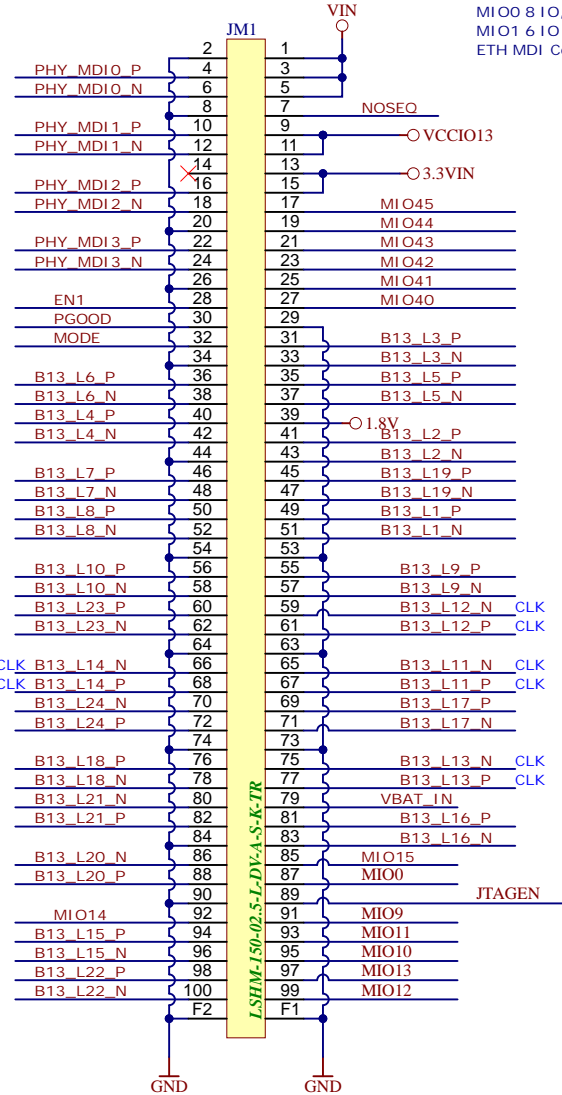 VIN
MIO0 8 IO,
MIO1 6 IO
ETH MDI C
JM1
2 1
PHY_MDI0_P 4 3
PHY_MDI0_N 6 5
8 7 NOSEQ
PHY_MDI1_P 10 9 VCCIO13
PHY_MDI1_N 12 11
14 13 3.3VIN
PHY_MDI2_P 16 15
PHY_MDI2_N 18 17 MIO45
20 19 MIO44
PHY_MDI3_P 22 21 MIO43
PHY_MDI3_N 24 23 MIO42
26 25 MIO41
EN1 28 27 MIO40
PGOOD 30 29
MODE 32 31 B13_L3_P
34 33 B13_L3_N
B13_L6_P 36 35 B13_L5_P
B13_L6_N 38 37 B13_L5_N
B13_L4_P 40 39 1.8V
B13_L4_N 42 41 B13_L2_P
44 43 B13_L2_N
B13_L7_P 46 45 B13_L19_P
B13_L7_N 48 47 B13_L19_N
B13_L8_P 50 49 B13_L1_P
B13_L8_N 52 51 B13_L1_N
54 53
B13_L10_P 56 55 B13_L9_P
B13_L10_N 58 57 B13_L9_N
B13_L23_P 60 59 B13_L12_N CLK
B13_L23_N 62 61 B13_L12_P CLK
64 63
CLK B13_L14_N 66 65 B13_L11_N CLK
CLK B13_L14_P 68 67 B13_L11_P CLK
B13_L24_N 70 69 B13_L17_P
B13_L24_P 72 71 B13_L17_N
74 73
B13_L18_P 76 75 B13_L13_N CLK
B13_L18_N 78 77 B13_L13_P CLK
B13_L21_N 80 79 VBAT_IN
B13_L21_P 82 81 B13_L16_P
84 83 B13_L16_N
B13_L20_N 86 85 MIO15
B13_L20_P 88 87 MIO0
90 89 JTAGEN
MIO14 92 91 MIO9
B13_L15_P 94 93 MIO11
B13_L15_N 96 95 MIO10
B13_L22_P 98 97 MIO13
B13_L22_N 100 99 MIO12
F2 F1
LSHM-150-02.5-L-DV-A-S-K-TR
GND GND